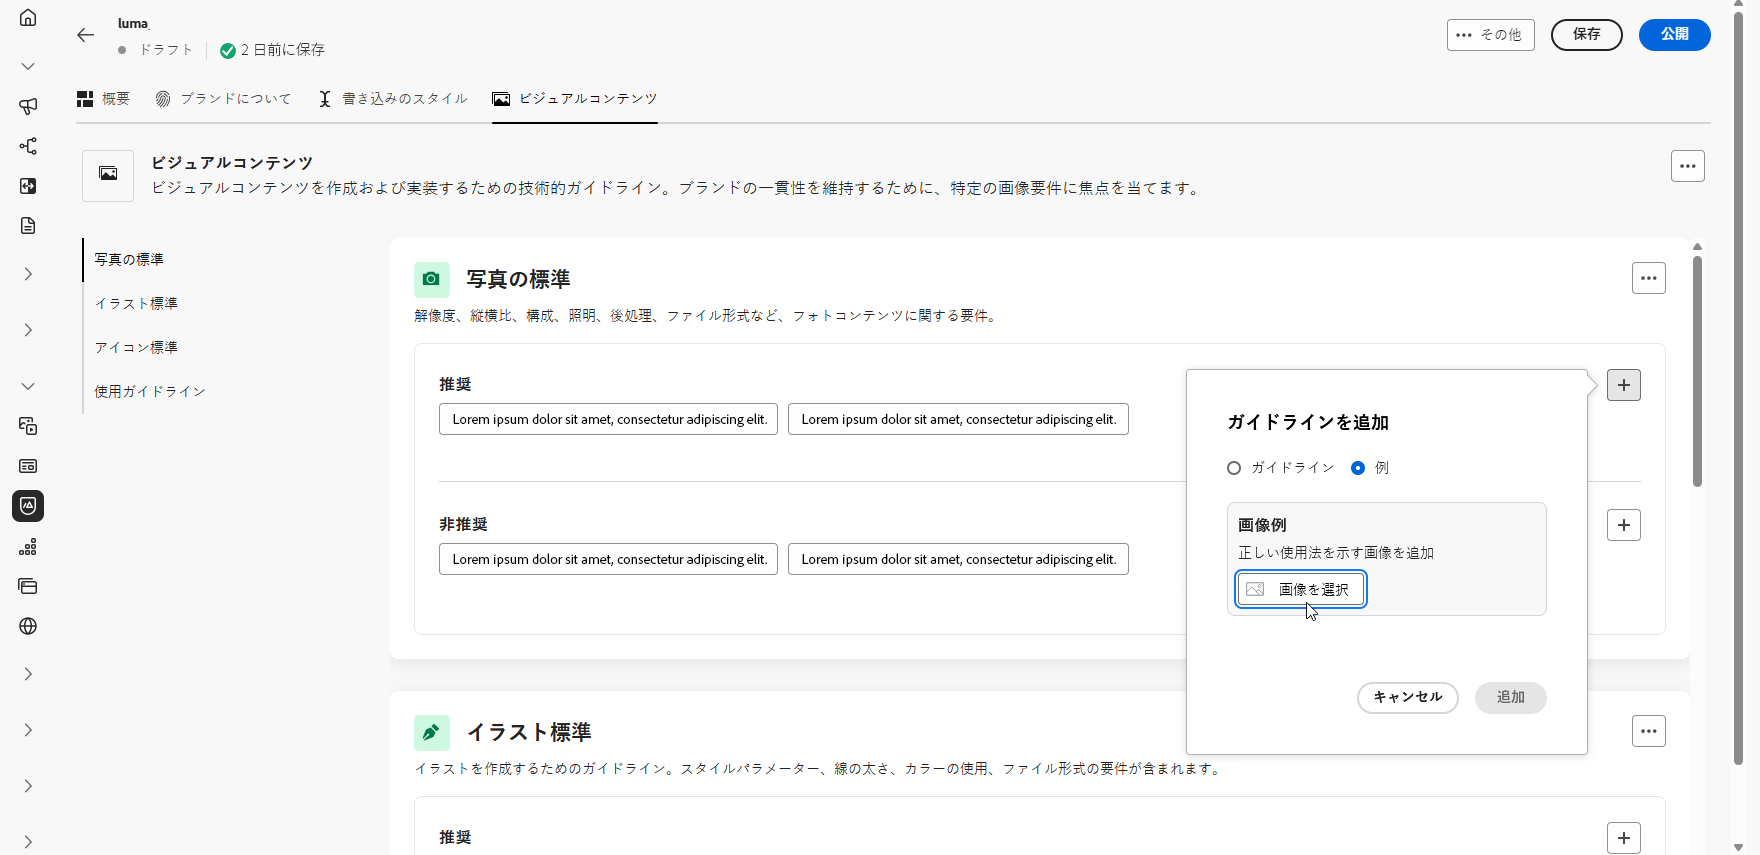 luma
ドラフト
2 日前に保存
その他
保存
公開
概要
ブランドについて
書き込みのスタイル
ビジュアルコンテンツ
ビジュアルコンテンツ
ビジュアルコンテンツを作成および実装するための技術的ガイドライン。ブランドの一貫性を維持するために、特定の画像要件に焦点を当てます。
写真の標準
イラスト標準
アイコン標準
使用ガイドライン
写真の標準
解像度、縦横比、構成、照明、後処理、ファイル形式など、フォトコンテンツに関する要件。
推奨
Lorem ipsum dolor sit amet, consectetur adipiscing elit.
Lorem ipsum dolor sit amet, consectetur adipiscing elit.
非推奨
Lorem ipsum dolor sit amet, consectetur adipiscing elit.
Lorem ipsum dolor sit amet, consectetur adipiscing elit.
ガイドラインを追加
ガイドライン
例
画像例
正しい使用法を示す画像を追加
画像を選択
キャンセル
追加
イラスト標準
イラストを作成するためのガイドライン。スタイルパラメーター、線の太さ、カラーの使用、ファイル形式の要件が含まれます。
推奨